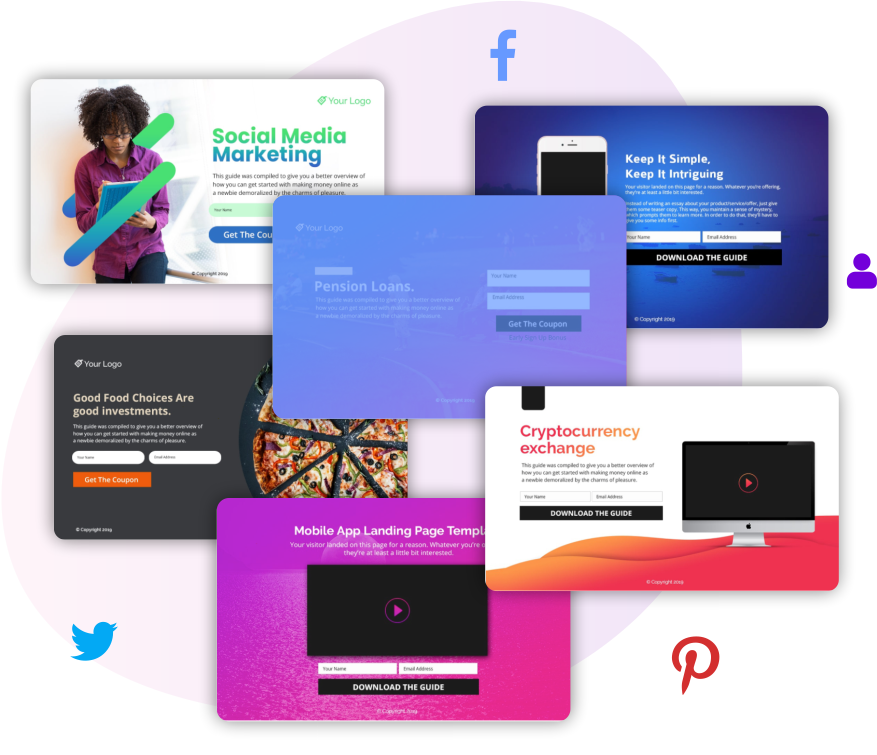 Your Logo
Social Media
Marketing
This guide was compiled to give you a better overview of
how you can get started with making money online as
a newbie demoralized by the charms of pleasure.
Your Name
Get The Cou
© Copyright 2019
Keep It Simple,
Keep It Intriguing
Your visitor landed on this page for a reason. Whatever you're offering,
they're at least a little bit interested.
Instead of writing an essay about your product/service/offer, just give
them some teaser copy. This way, you maintain a sense of mystery,
which prompts them to learn more. In order to do that, they'll have to
give you some info first.
Your Name
Email Address
DOWNLOAD THE GUIDE
© Copyright 2019
Your Logo
Pension Loans.
This guide was compiled to give you a better overview of
how you can get started with making money online as
a newbie demoralized by the charms of pleasure.
Your Name
Email Address
Get The Coupon
Early Sign up Bonus
© Copyright 2019
Your Logo
Good Food Choices Are
good investments.
This guide was compiled to give you a better overview of
how you can get started with making money online as
a newbie demoralized by the charms of pleasure.
Your Name
Email Address
Get The Coupon
© Copyright 2019
Cryptocurrency
exchange
This guide was compiled to give you a better overview of
how you can get started with making money online as
a newbie demoralized by the charms of pleasure.
Your Name
Email Address
DOWNLOAD THE GUIDE
© Copyright 2019
Mobile App Landing Page Templa
Your visitor landed on this page for a reason. Whatever you're o
they're at least a little bit interested.
Your Name
Email Address
DOWNLOAD THE GUIDE
© Copyright 2019